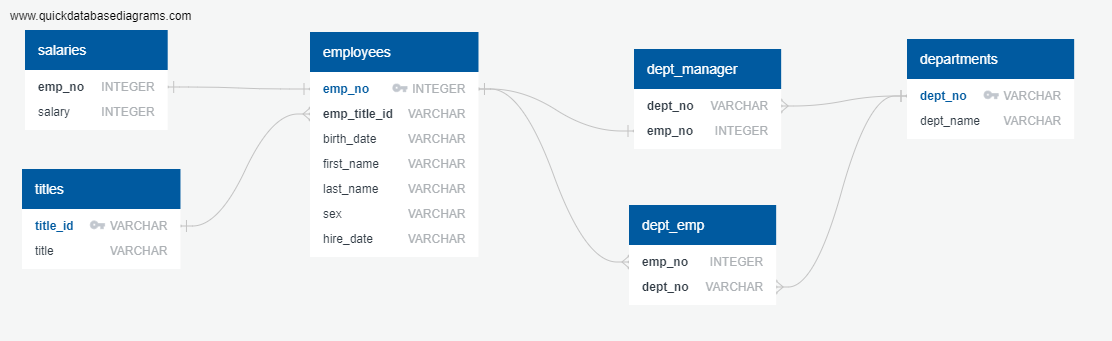 www.quickdatabasediagrams.com
salaries
emp_no INTEGER
salary INTEGER
titles
title_id VARCHAR
title VARCHAR
employees
emp_no INTEGER
emp_title_id VARCHAR
birth_date VARCHAR
first_name VARCHAR
last_name VARCHAR
sex VARCHAR
hire_date VARCHAR
dept_manager
dept_no VARCHAR
emp_no INTEGER
dept_emp
emp_no INTEGER
dept_no VARCHAR
departments
dept_no VARCHAR
dept_name VARCHAR